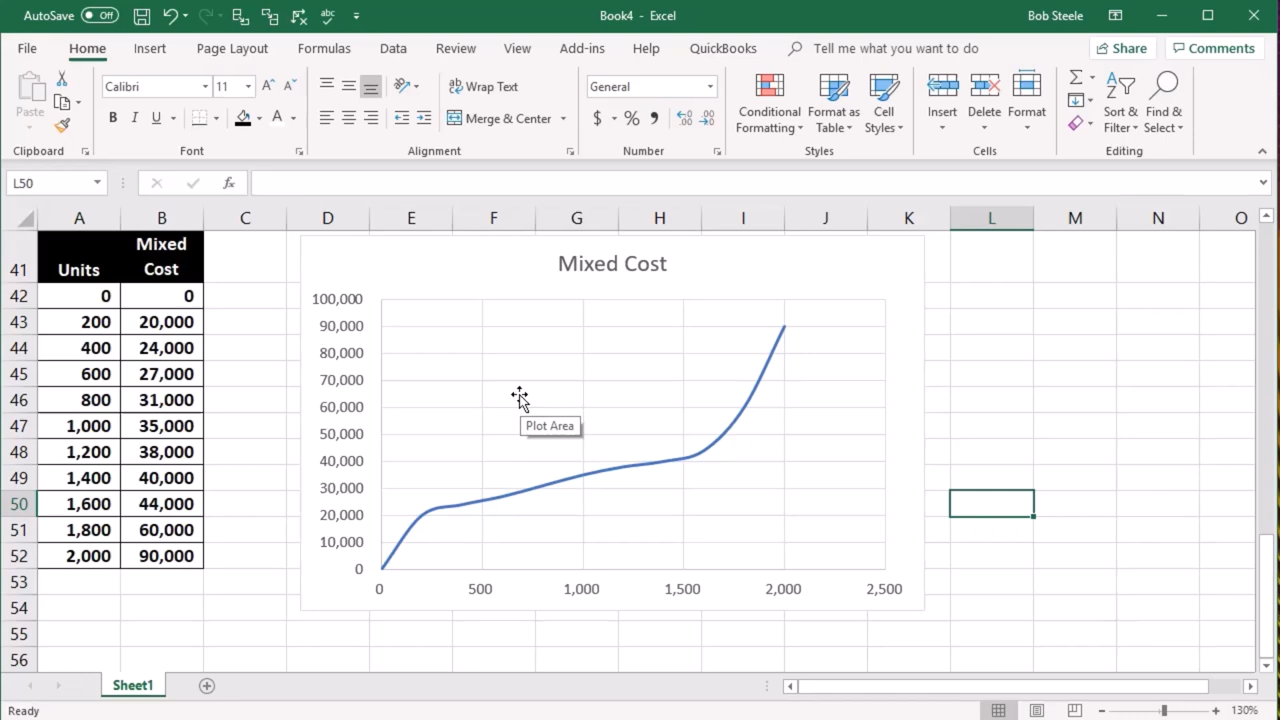 AutoSave Off Book4 - Excel Bob Steele
File Home Insert Page Layout Formulas Data Review View Add-ins Help QuickBooks Tell me what you want to do Share Comments
Paste
Calibri 11
B I U A
Wrap Text
Merge & Center
General
$ % 9
Conditional Formatting
Format as Table
Cell Styles
Insert
Delete
Format
Sort & Filter
Find & Select
Clipboard Font Alignment Number Styles Cells Editing
L50 fx
A B C D E F G H I J K L M N O
41 Units Mixed Cost
42 0 0
43 200 20,000
44 400 24,000
45 600 27,000
46 800 31,000
47 1,000 35,000
48 1,200 38,000
49 1,400 40,000
50 1,600 44,000
51 1,800 60,000
52 2,000 90,000
53
54
55
56
Mixed Cost
100,000
90,000
80,000
70,000
60,000
50,000
40,000
30,000
20,000
10,000
0
0 500 1,000 1,500 2,000 2,500
Plot Area
Sheet1
Ready 130%